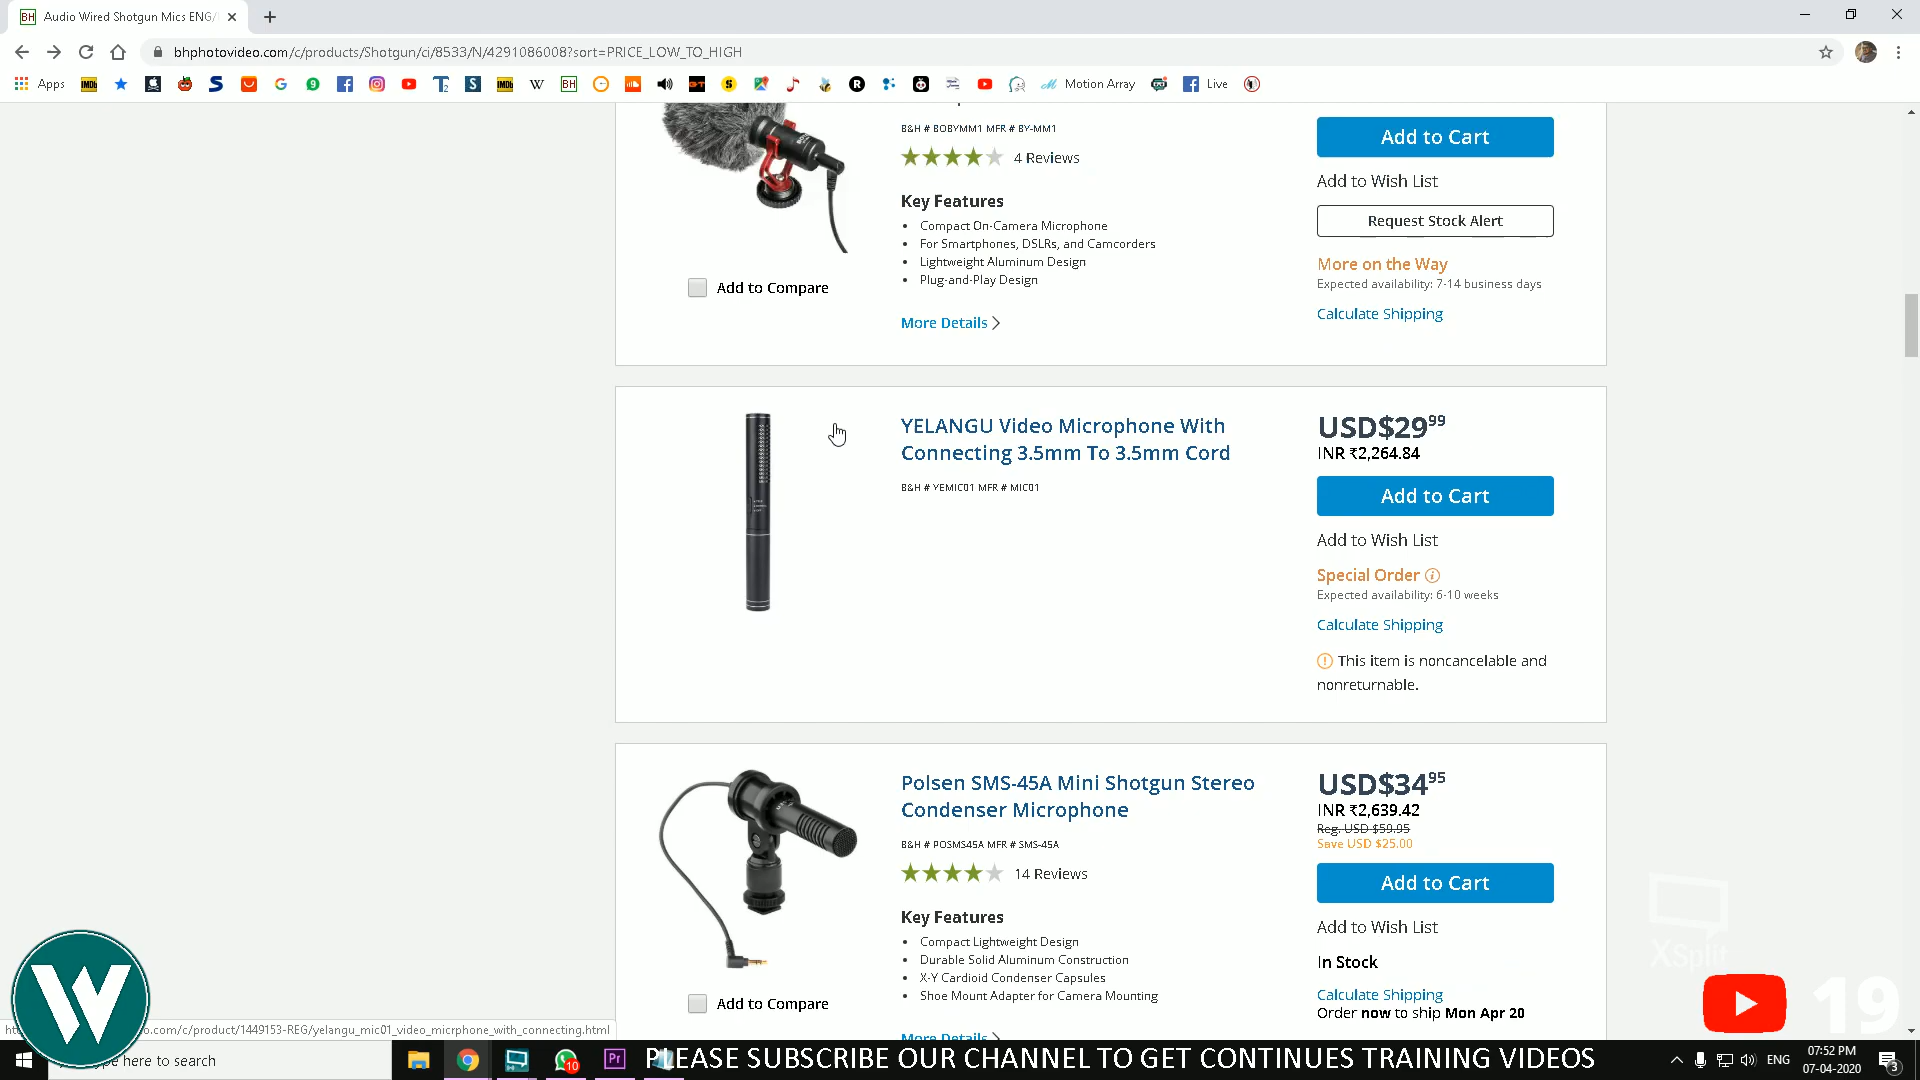 Audio Wired Shotgun Mics ENG/
bhphotovideo.com/c/products/Shotgun/ci/8533/N/4291086008?sort=PRICE_LOW_TO_HIGH
Apps
Motion Array
Live
B&H # BOBYMM1 MFR # BY-MM1
4 Reviews
Key Features
Compact On-Camera Microphone
For Smartphones, DSLRs, and Camcorders
Lightweight Aluminum Design
Plug-and-Play Design
More Details
Add to Compare
Add to Cart
Add to Wish List
Request Stock Alert
More on the Way
Expected availability: 7-14 business days
Calculate Shipping
YELANGU Video Microphone With
Connecting 3.5mm To 3.5mm Cord
B&H # YEMIC01 MFR # MIC01
USD$29.99
INR ₹2,264.84
Add to Cart
Add to Wish List
Special Order
Expected availability: 6-10 weeks
Calculate Shipping
This item is noncancelable and
nonreturnable.
Polsen SMS-45A Mini Shotgun Stereo
Condenser Microphone
B&H # POSMS45A MFR # SMS-45A
14 Reviews
Key Features
Compact Lightweight Design
Durable Solid Aluminum Construction
X-Y Cardioid Condenser Capsules
Shoe Mount Adapter for Camera Mounting
More Details
Add to Compare
USD$34.95
INR ₹2,639.42
Reg. USD $59.95
Save USD $25.00
Add to Cart
Add to Wish List
In Stock
Calculate Shipping
Order now to ship Mon Apr 20
XSplit
19
W
o.com/c/product/1449153-REG/yelangu_mic01_video_micrphone_with_connecting.html
here to search
10
Pr
PLEASE SUBSCRIBE OUR CHANNEL TO GET CONTINUES TRAINING VIDEOS
ENG
07:52 PM
07-04-2020
3